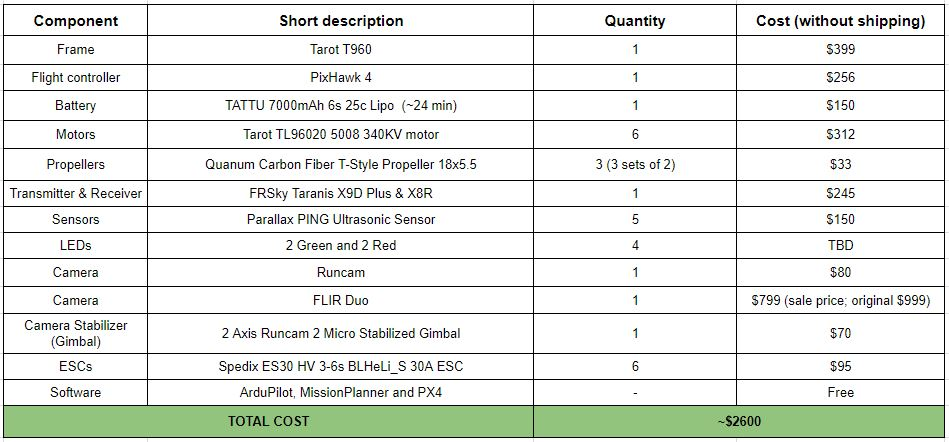 Component Short description Quantity Cost (without shipping)
Frame Tarot T960 1 $399
Flight controller PixHawk 4 1 $256
Battery TATTU 7000mAh 6s 25c Lipo (~24 min) 1 $150
Motors Tarot TL96020 5008 340KV motor 6 $312
Propellers Quanum Carbon Fiber T-Style Propeller 18x5.5 3 (3 sets of 2) $33
Transmitter & Receiver FRSky Taranis X9D Plus & X8R 1 $245
Sensors Parallax PING Ultrasonic Sensor 5 $150
LEDs 2 Green and 2 Red 4 TBD
Camera Runcam 1 $80
Camera FLIR Duo 1 $799 (sale price; original $999)
Camera Stabilizer
(Gimbal) 2 Axis Runcam 2 Micro Stabilized Gimbal 1 $70
ESCs Spedix ES30 HV 3-6s BLHeLi_S 30A ESC 6 $95
Software ArduPilot, MissionPlanner and PX4 - Free
TOTAL COST ~$2600